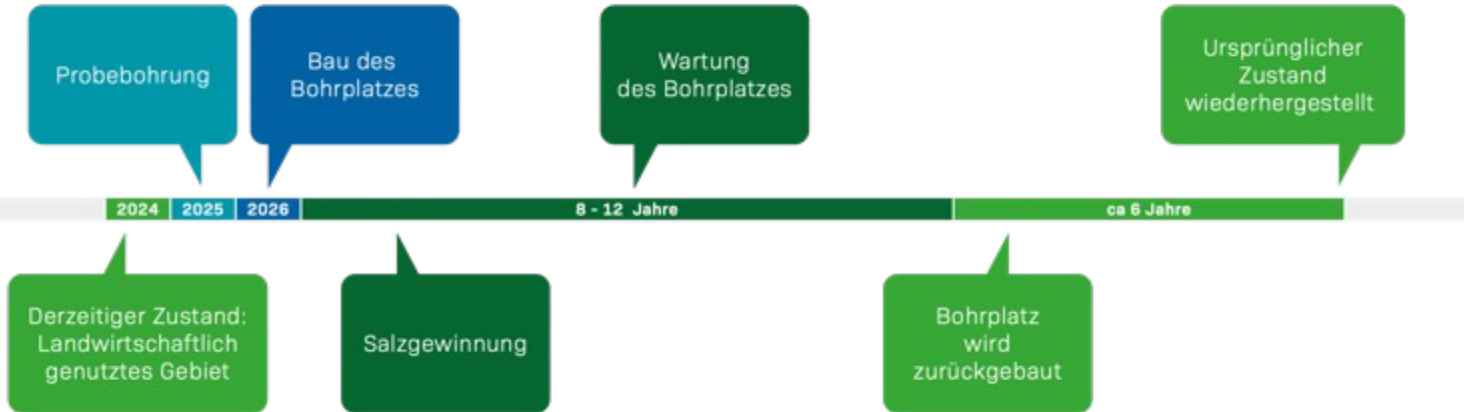 Probebohrung
Bau des
Bohrplatzes
Wartung
des Bohrplatzes
Ursprünglicher
Zustand
wiederhergestellt
2024
2025
2026
8 - 12 Jahre
ca 6 Jahre
Derzeitiger Zustand:
Landwirtschaftlich
genutztes Gebiet
Salzgewinnung
Bohrplatz
wird
zurückgebaut